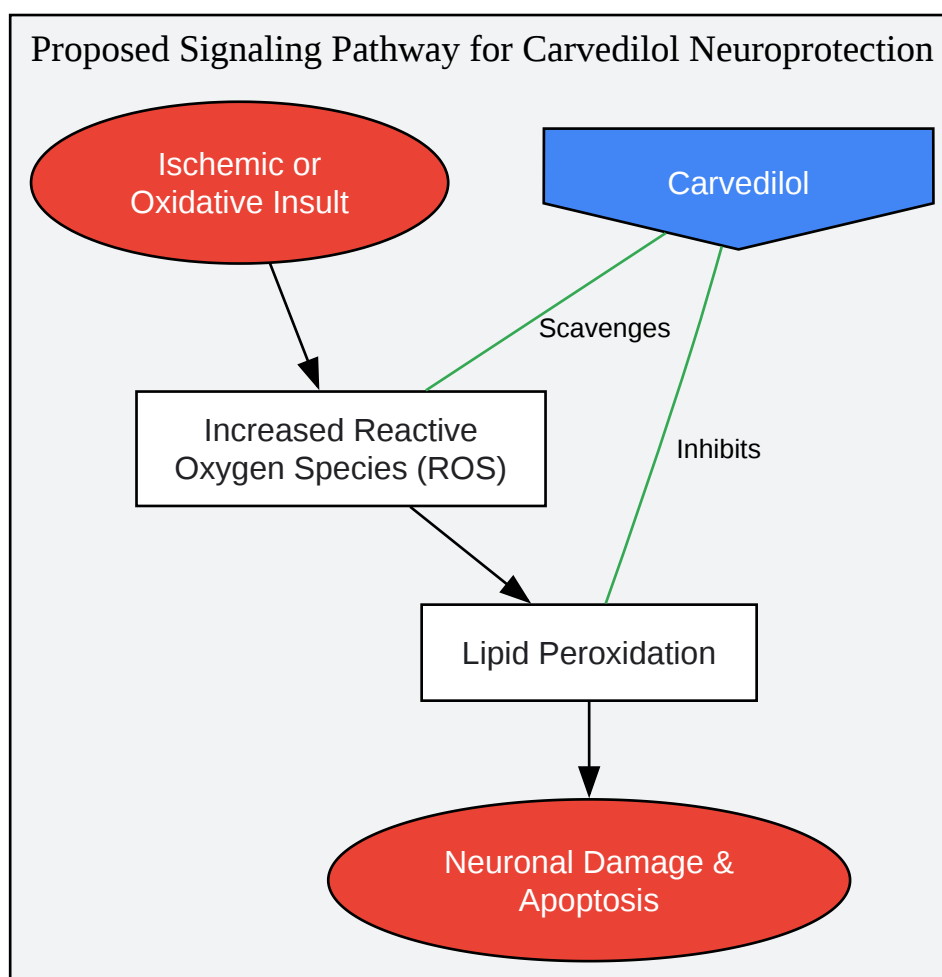 Proposed Signaling Pathway for Carvedilol Neuroprotection
Ischemic or
Oxidative Insult
Carvedilol
Scavenges
Increased Reactive
Oxygen Species (ROS)
Inhibits
Lipid Peroxidation
Neuronal Damage &
Apoptosis